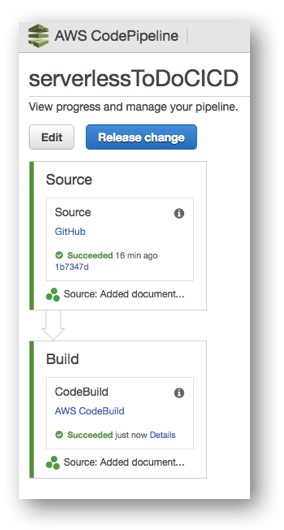 AWS CodePipeline
serverlessToDoCICD
View progress and manage your pipeline.
Edit
Release change
Source
Source
GitHub
Succeeded 16 min ago
1b7347d
Source: Added document...
Build
CodeBuild
AWS CodeBuild
Succeeded just now Details
Source: Added document...